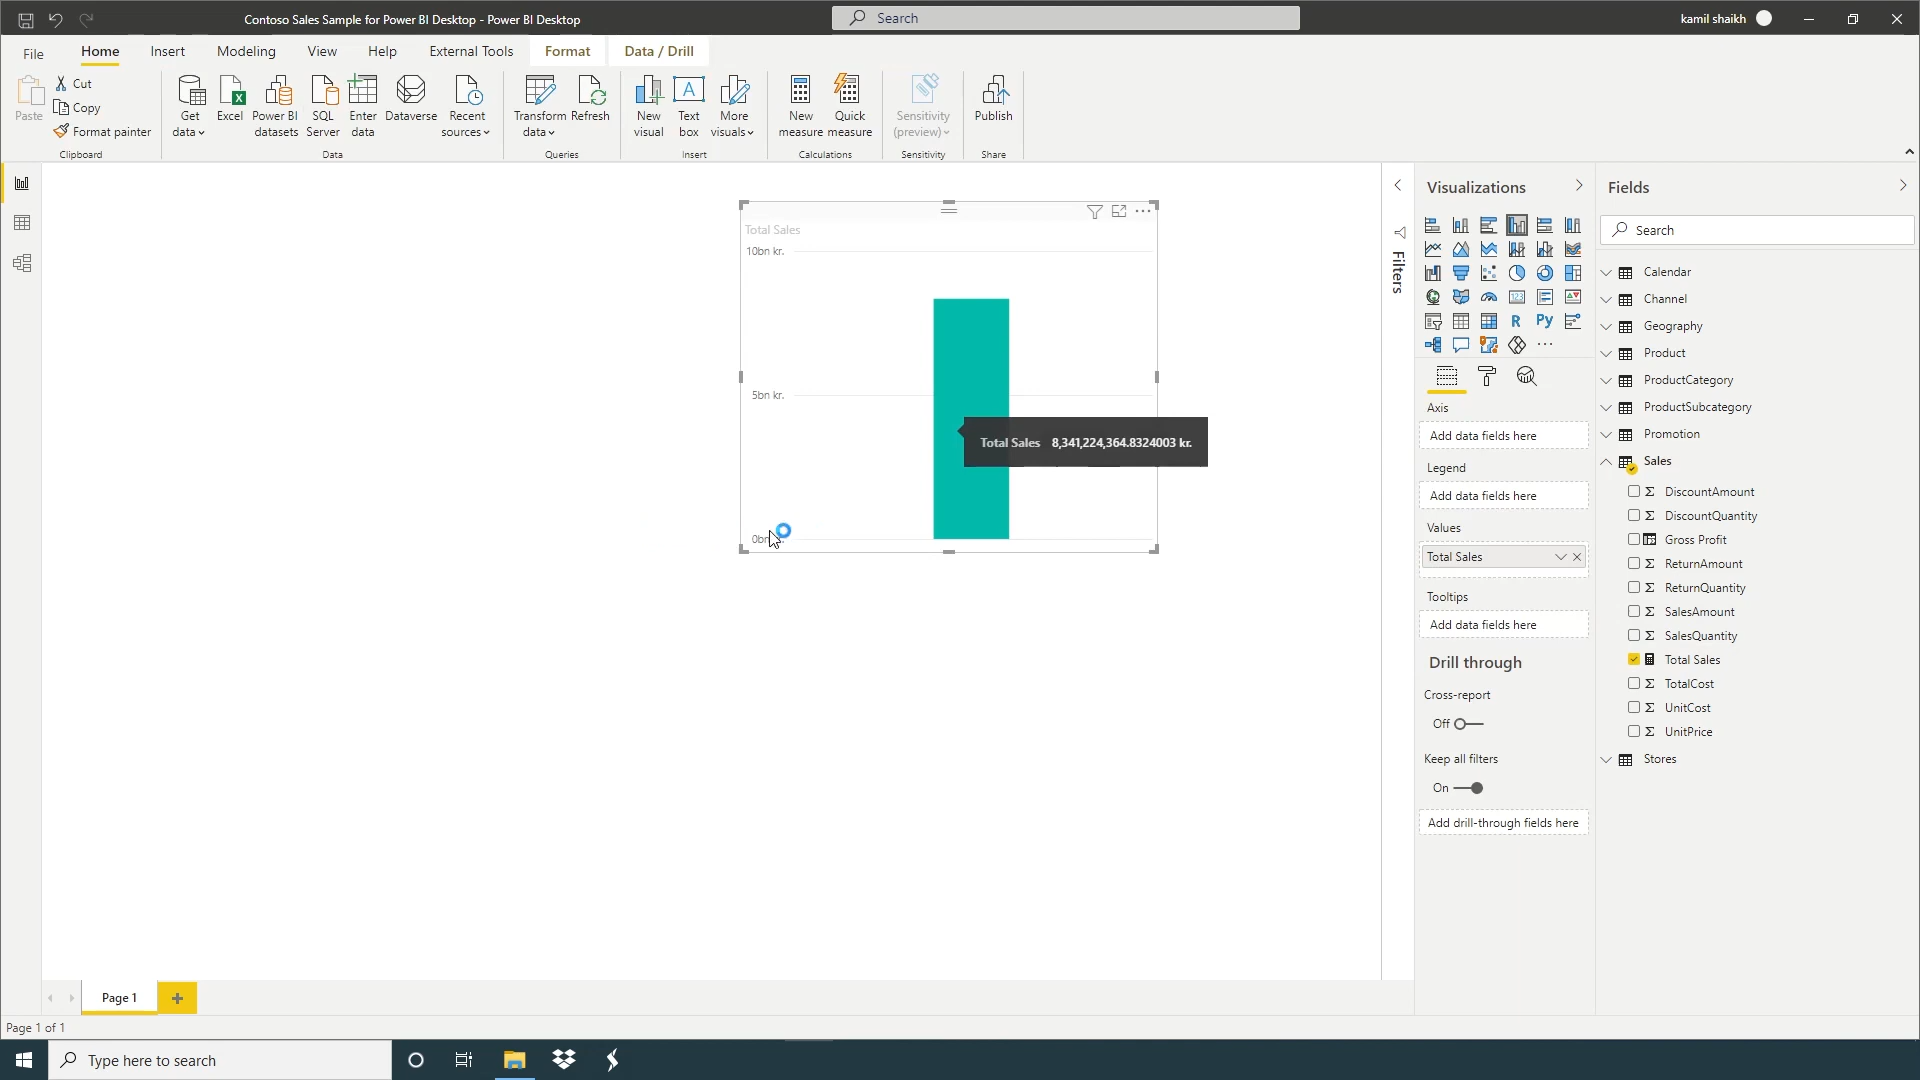 Contoso Sales Sample for Power BI Desktop - Power BI Desktop
Search
kamil shaikh
File
Home
Insert
Modeling
View
Help
External Tools
Format
Data / Drill
Paste
Cut
Copy
Format painter
Clipboard
Get
data
Excel
Power BI
datasets
SQL
Server
Enter
data
Dataverse
Recent
sources
Data
Transform
data
Refresh
Queries
New
visual
A
Text
box
More
visuals
Insert
New
measure
Quick
measure
Calculations
Sensitivity
(preview)
Sensitivity
Publish
Share
Total Sales
10bn kr.
5bn kr.
Total Sales 8,341,224,364.8324003 kr.
Filters
Visualizations
123
R
Py
Axis
Add data fields here
Legend
Add data fields here
Values
Total Sales
Tooltips
Add data fields here
Drill through
Cross-report
Off
Keep all filters
On
Add drill-through fields here
Fields
Search
Calendar
Channel
Geography
Product
ProductCategory
ProductSubcategory
Promotion
Sales
Σ DiscountAmount
Σ DiscountQuantity
Gross Profit
Σ ReturnAmount
Σ ReturnQuantity
Σ SalesAmount
Σ SalesQuantity
Total Sales
Σ TotalCost
Σ UnitCost
Σ UnitPrice
Stores
Page 1
Page 1 of 1
Type here to search